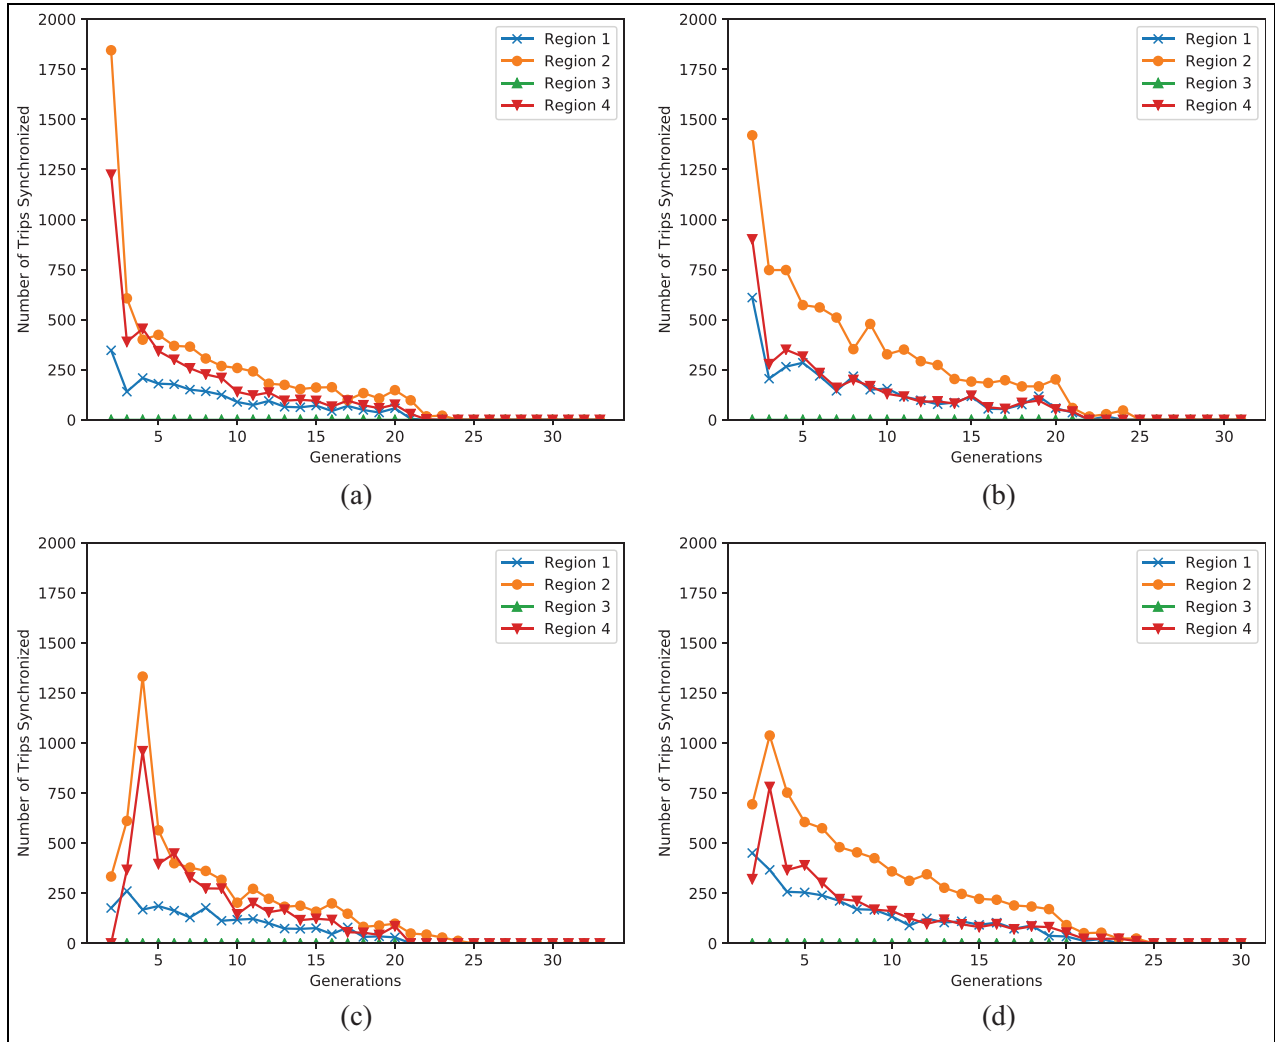 2000
1750
1500
1250
1000
750
500
250
0
Number of Trips Synchronized
5 10 15 20 25 30
Generations
Region 1
Region 2
Region 3
Region 4
(a)
2000
1750
1500
1250
1000
750
500
250
0
Number of Trips Synchronized
5 10 15 20 25 30
Generations
Region 1
Region 2
Region 3
Region 4
(b)
2000
1750
1500
1250
1000
750
500
250
0
Number of Trips Synchronized
5 10 15 20 25 30
Generations
Region 1
Region 2
Region 3
Region 4
(c)
2000
1750
1500
1250
1000
750
500
250
0
Number of Trips Synchronized
5 10 15 20 25 30
Generations
Region 1
Region 2
Region 3
Region 4
(d)